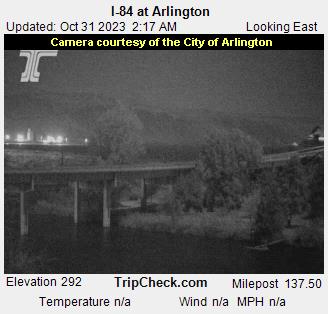 I-84 at Arlington
Updated: Oct 31 2023 2:17 AM Looking East
Camera courtesy of the City of Arlington
Elevation 292 TripCheck.com Milepost 137.50
Temperature n/a Wind n/a MPH n/a